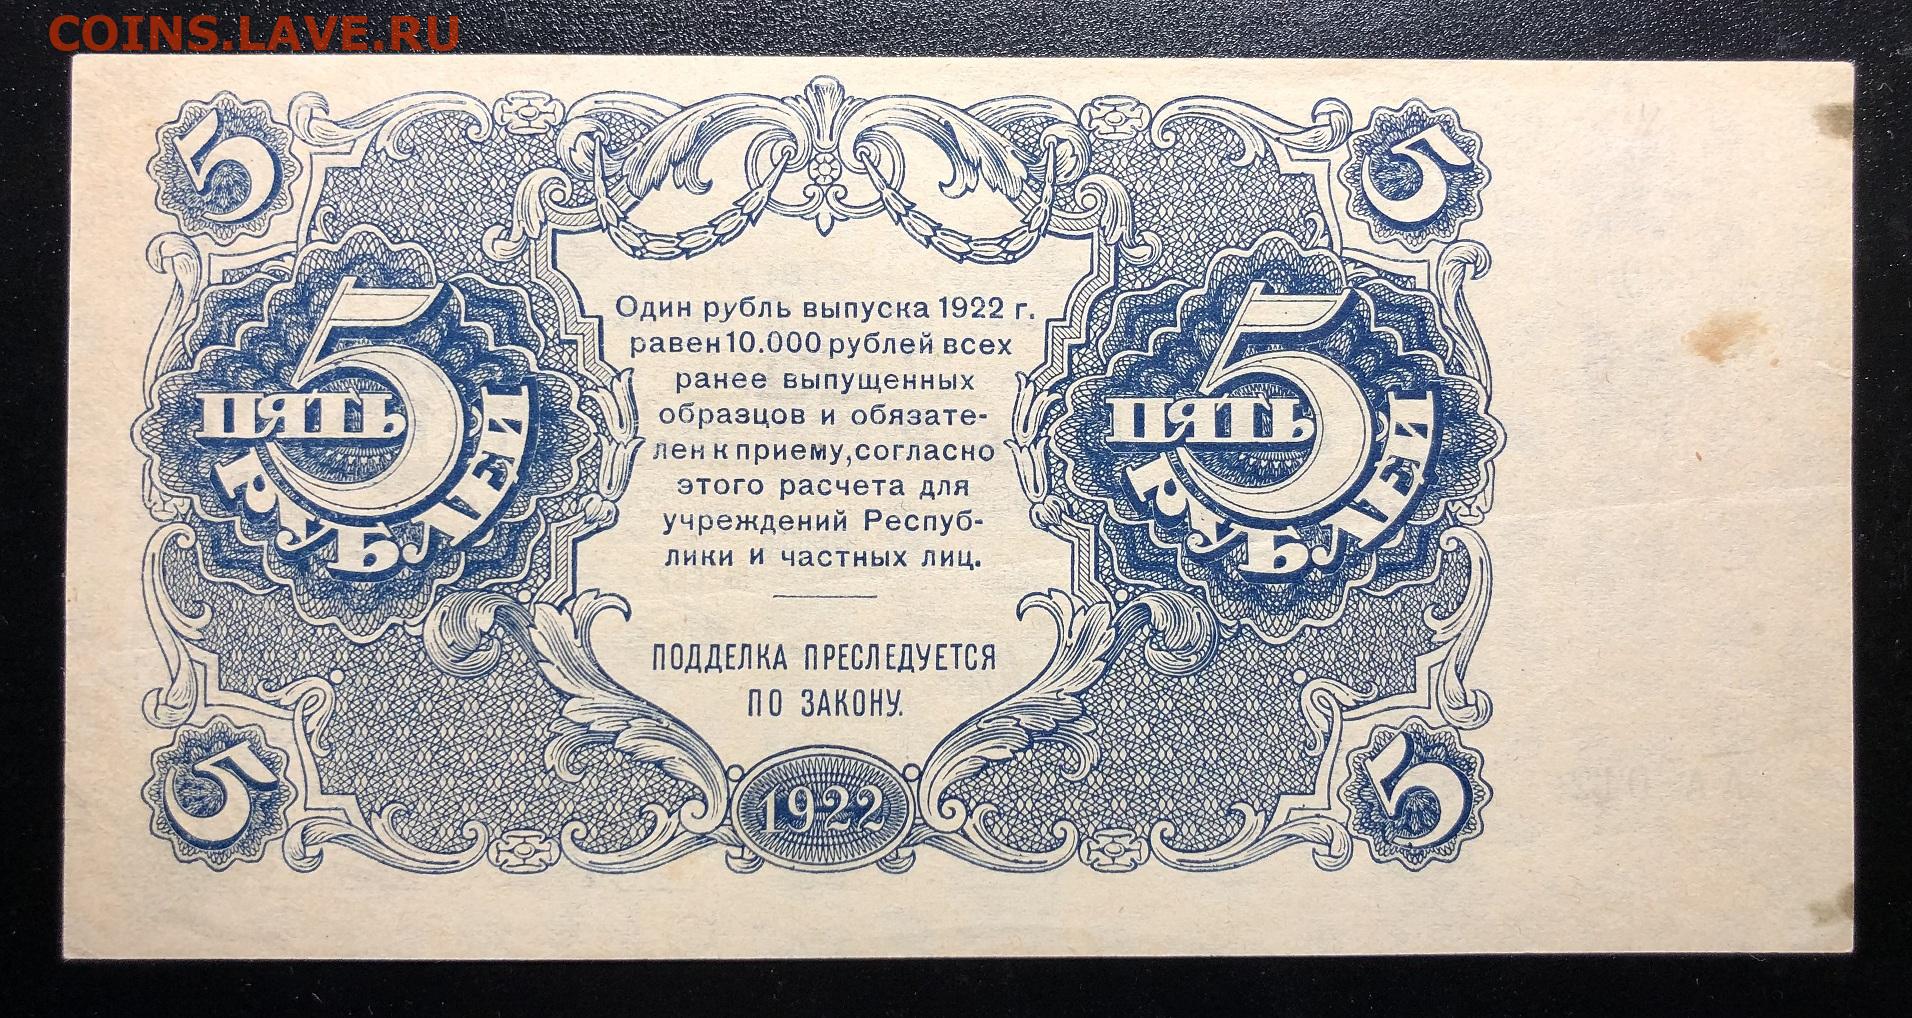 COINS.LAVE.RU
5
5
Один рубль выпуска 1922 г.
равен 10.000 рублей всех
ранее выпущенных
образцов и обязате-
лен к приему, согласно
этого расчета для
учреждений Респуб-
лики и частных лиц.
5
ПЯТЬ
РУБЛЕЙ
5
ПЯТЬ
РУБЛЕЙ
ПОДДЕЛКА ПРЕСЛЕДУЕТСЯ
ПО ЗАКОНУ.
5
1922
5